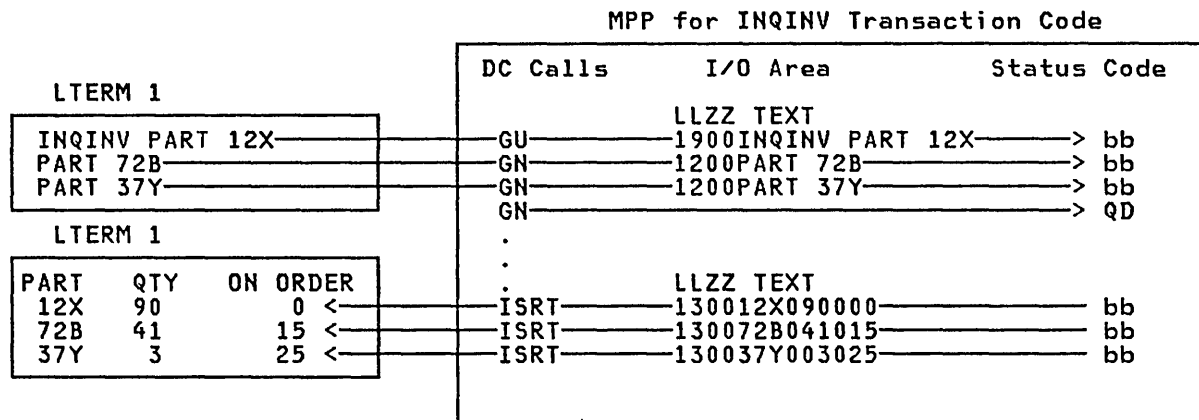 MPP for INQINV Transaction Code
DC Calls I/O Area Status Code
LTERM 1
LLZZ TEXT
INQINV PART 12X GU 1900INQINV PART 12X > bb
PART 72B GN 1200PART 72B > bb
PART 37Y GN 1200PART 37Y > bb
GN > QD
LTERM 1
.
.
PART QTY ON ORDER . LLZZ TEXT
12X 90 0 < ISRT 130012X090000 bb
72B 41 15 < ISRT 130072B041015 bb
37Y 3 25 < ISRT 130037Y003025 bb